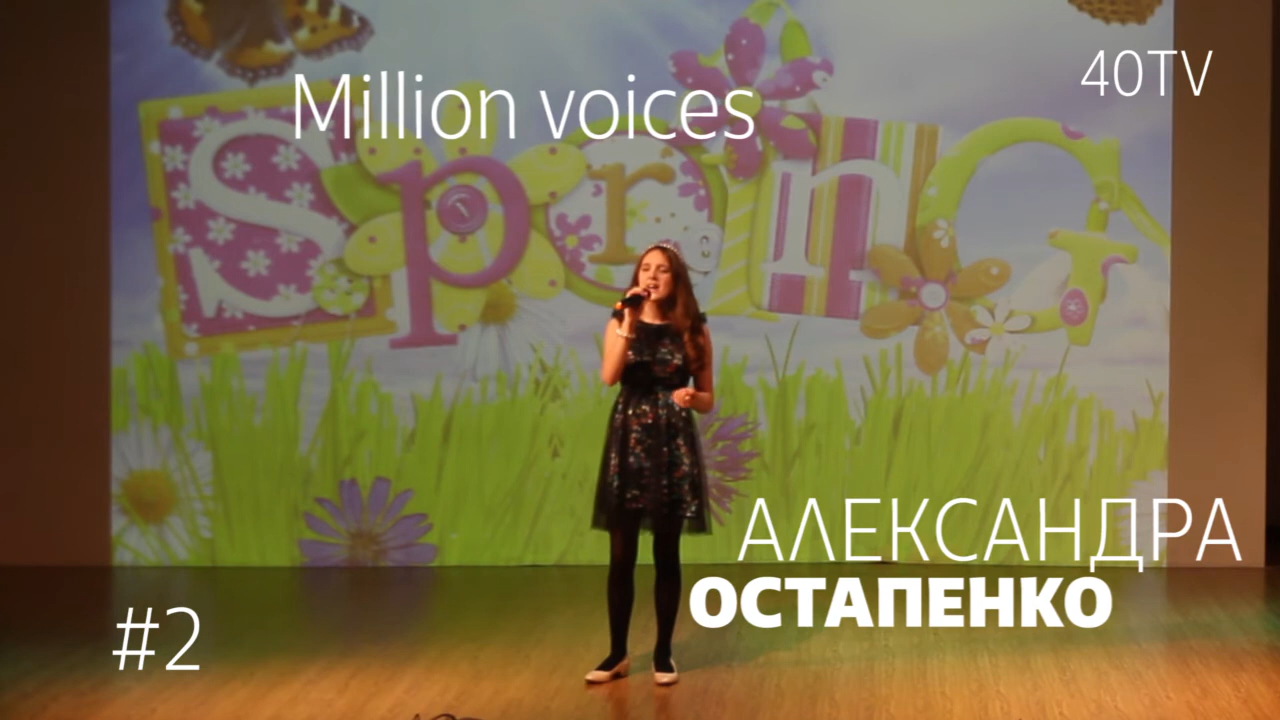 40TV
Million voices
Spring
АЛЕКСАНДРА
ОСТАПЕНКО
#2